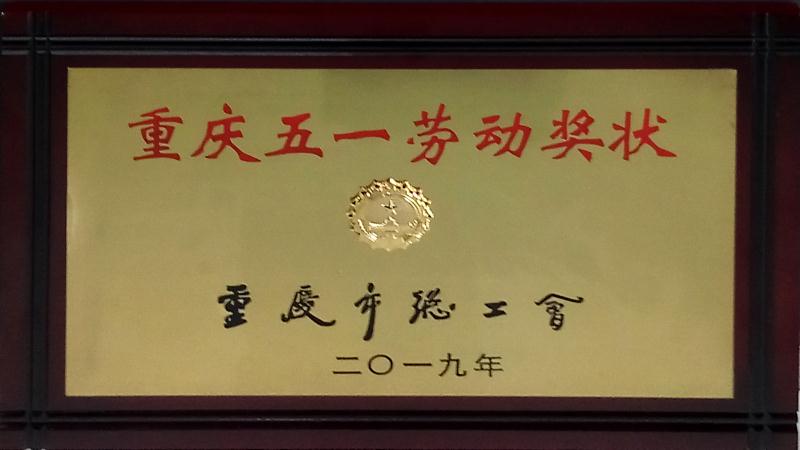 重庆五一劳动奖状
重慶市總工會
二〇一九年